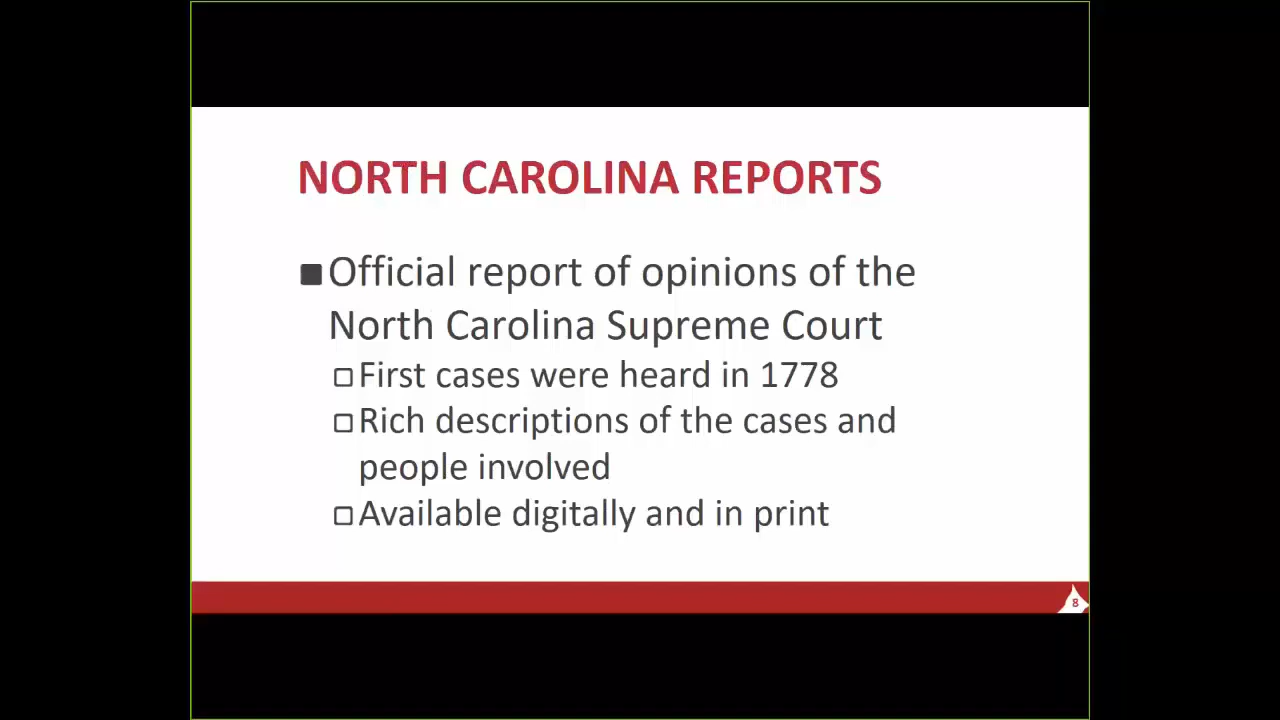 NORTH CAROLINA REPORTS
Official report of opinions of the
North Carolina Supreme Court
First cases were heard in 1778
Rich descriptions of the cases and
people involved
Available digitally and in print
8